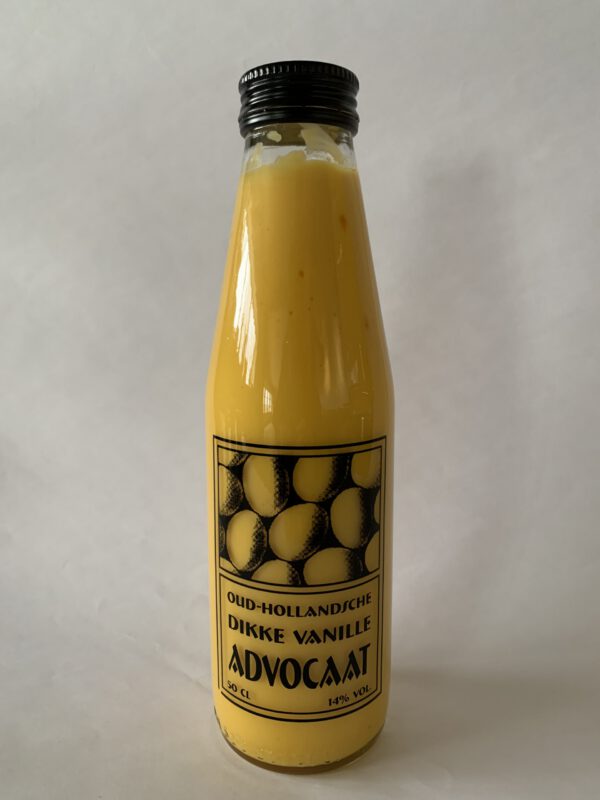 OUD-HOLLANDSCHE
DIKKE VANILLE
ADVOCAAT
50 CL 14% VOL.